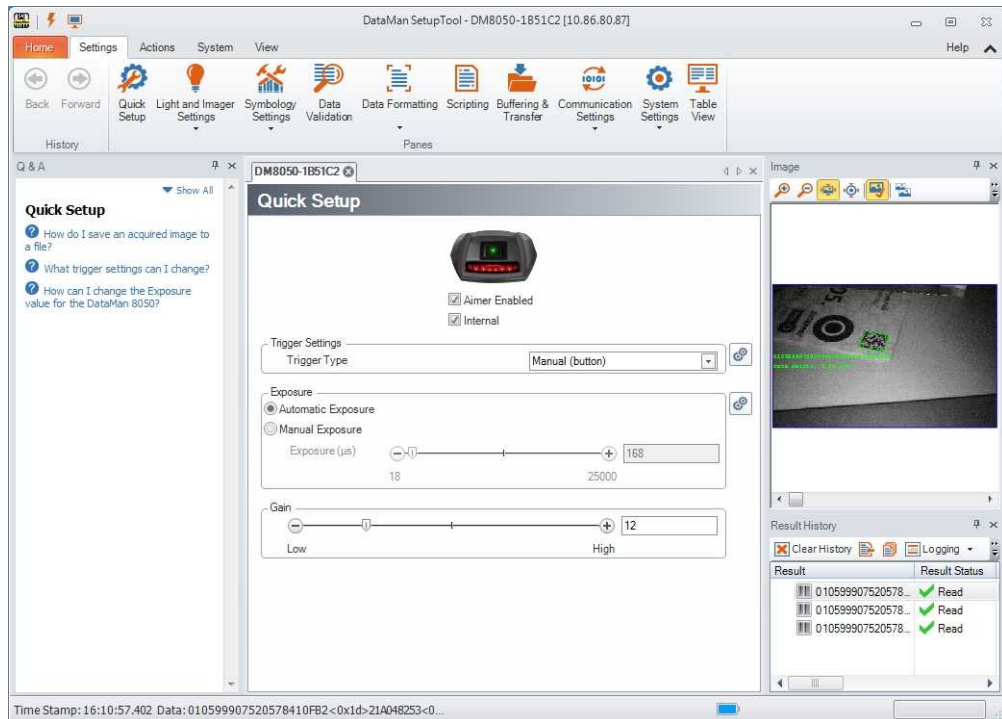 DataMan SetupTool - DM8050-1B51C2 [10.86.80.87]
Home Settings Actions System View Help
Back Forward Quick Setup Light and Imager Settings Symbology Settings Data Validation Data Formatting Scripting Buffering & Transfer Communication Settings System Settings Table View
History Panes
Q & A
Show All
Quick Setup
How do I save an acquired image to
a file?
What trigger settings can I change?
How can I change the Exposure
value for the DataMan 8050?
DM8050-1B51C2
Quick Setup
Aimer Enabled
Internal
Trigger Settings
Trigger Type Manual (button)
Exposure
Automatic Exposure
Manual Exposure
Exposure (µs) 168
18 25000
Gain
12
Low High
Image
Result History
Clear History Logging
Result Result Status
010599907520578... Read
010599907520578... Read
010599907520578... Read
Time Stamp: 16:10:57.402 Data: 010599907520578410FB2<0x1d>21A048253<0...